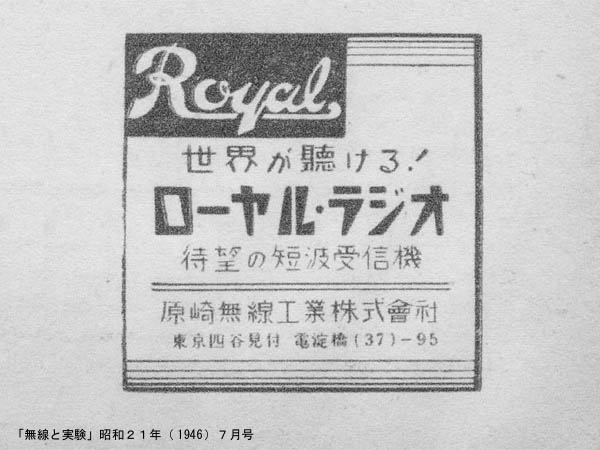 Royal
世界が聴ける!
ローヤル・ラジオ
待望の短波受信機
原崎無線工業株式會社
東京四谷見付 電淀橋(37)-95
「無線と実験」昭和21年(1946)7月号